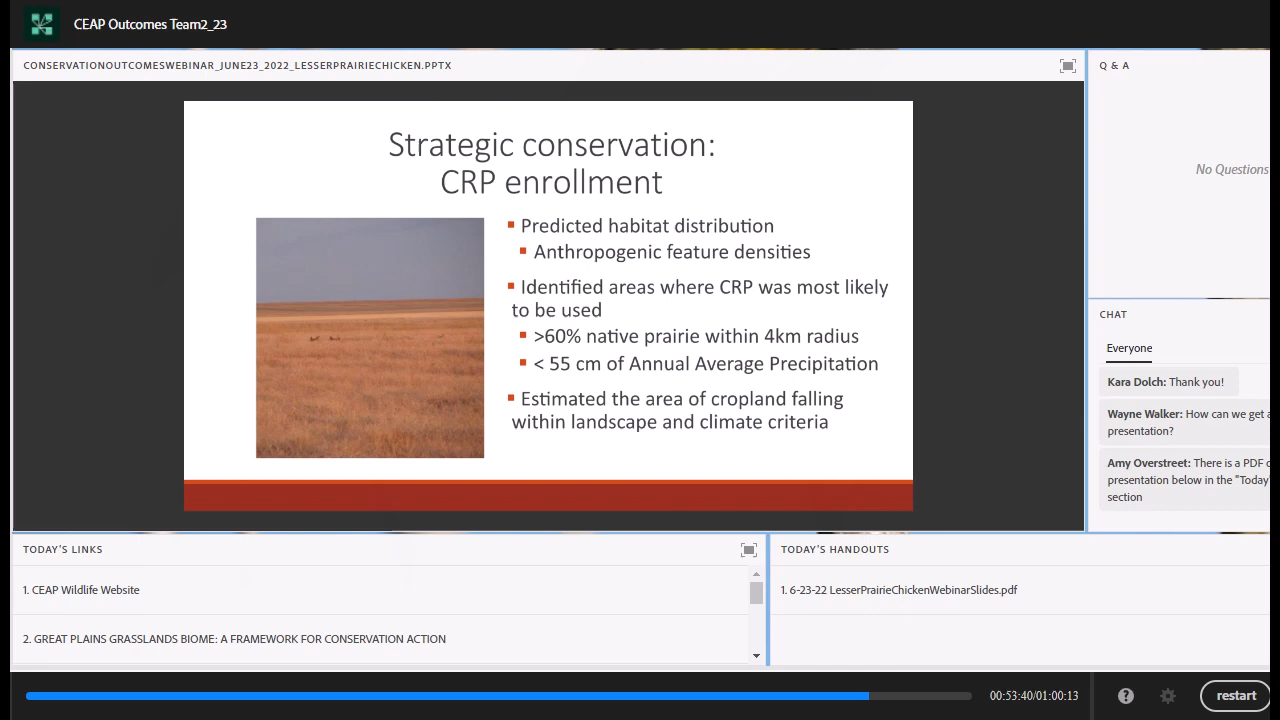 CEAP Outcomes Team2_23
CONSERVATIONOUTCOMESWEBINAR_JUNE23_2022_LESSERPRAIRIECHICKEN.PPTX
Strategic conservation:
CRP enrollment
Predicted habitat distribution
Anthropogenic feature densities
Identified areas where CRP was most likely
to be used
>60% native prairie within 4km radius
< 55 cm of Annual Average Precipitation
Estimated the area of cropland falling
within landscape and climate criteria
Q & A
No Questions
CHAT
Everyone
Kara Dolch: Thank you!
Wayne Walker: How can we get a
presentation?
Amy Overstreet: There is a PDF
presentation below in the "Today
section
TODAY'S LINKS
1. CEAP Wildlife Website
2. GREAT PLAINS GRASSLANDS BIOME: A FRAMEWORK FOR CONSERVATION ACTION
TODAY'S HANDOUTS
1. 6-23-22 LesserPrairieChickenWebinarSlides.pdf
00:53:40/01:00:13
?
restart